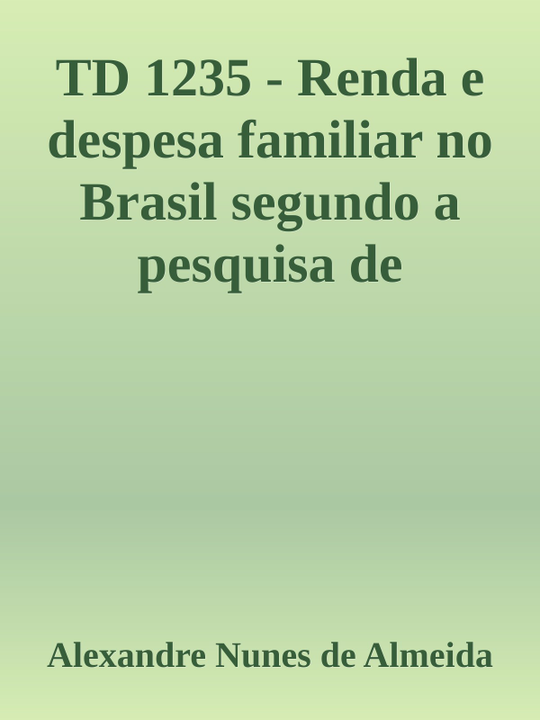 TD 1235 - Renda e
despesa familiar no
Brasil segundo a
pesquisa de
Alexandre Nunes de Almeida